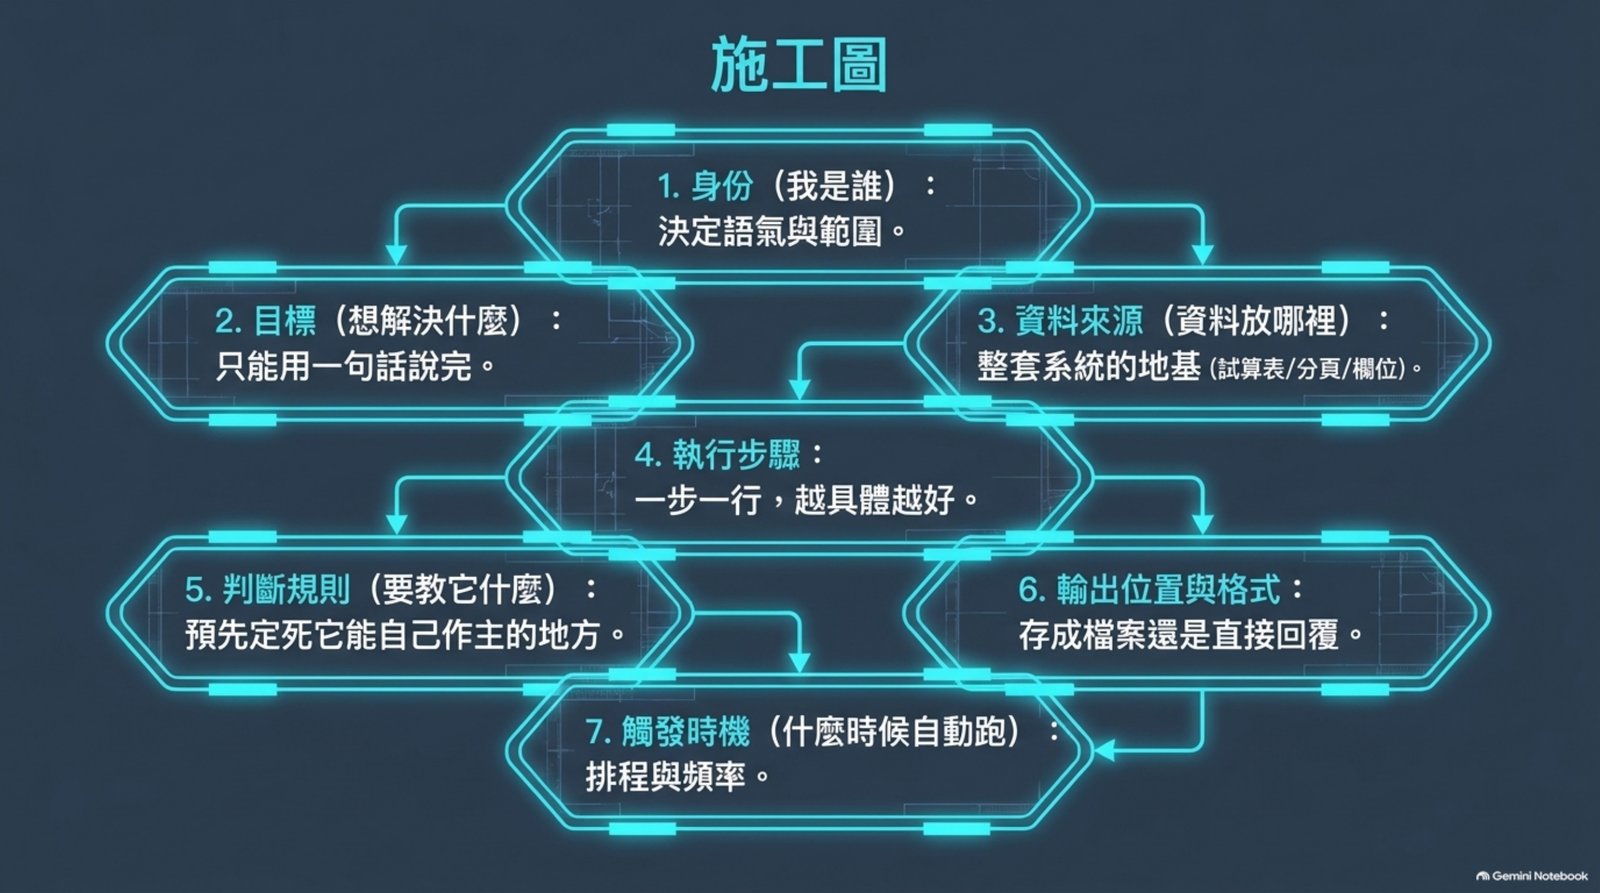 施工圖
1. 身份（我是誰）：
決定語氣與範圍。
2. 目標（想解決什麼）：
只能用一句話說完。
3. 資料來源（資料放哪裡）：
整套系統的地基 (試算表/分頁/欄位)。
4. 執行步驟：
一步一行，越具體越好。
5. 判斷規則（要教它什麼）：
預先定死它能自己作主的地方。
6. 輸出位置與格式：
存成檔案還是直接回覆。
7. 觸發時機（什麼時候自動跑）：
排程與頻率。
Gemini Notebook